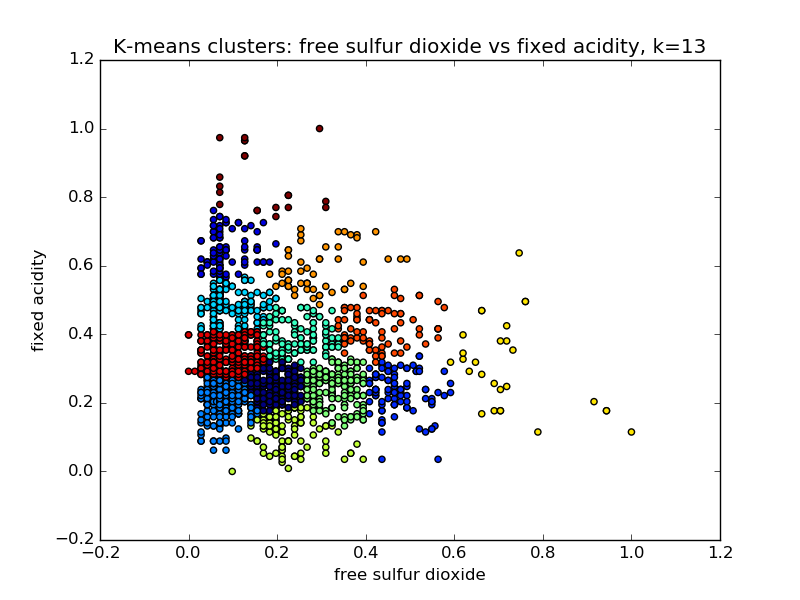 K-means clusters: free sulfur dioxide vs fixed acidity, k=13
1.2
1.0
0.8
0.6
0.4
0.2
0.0
−0.2
fixed acidity
−0.2 0.0 0.2 0.4 0.6 0.8 1.0 1.2
free sulfur dioxide